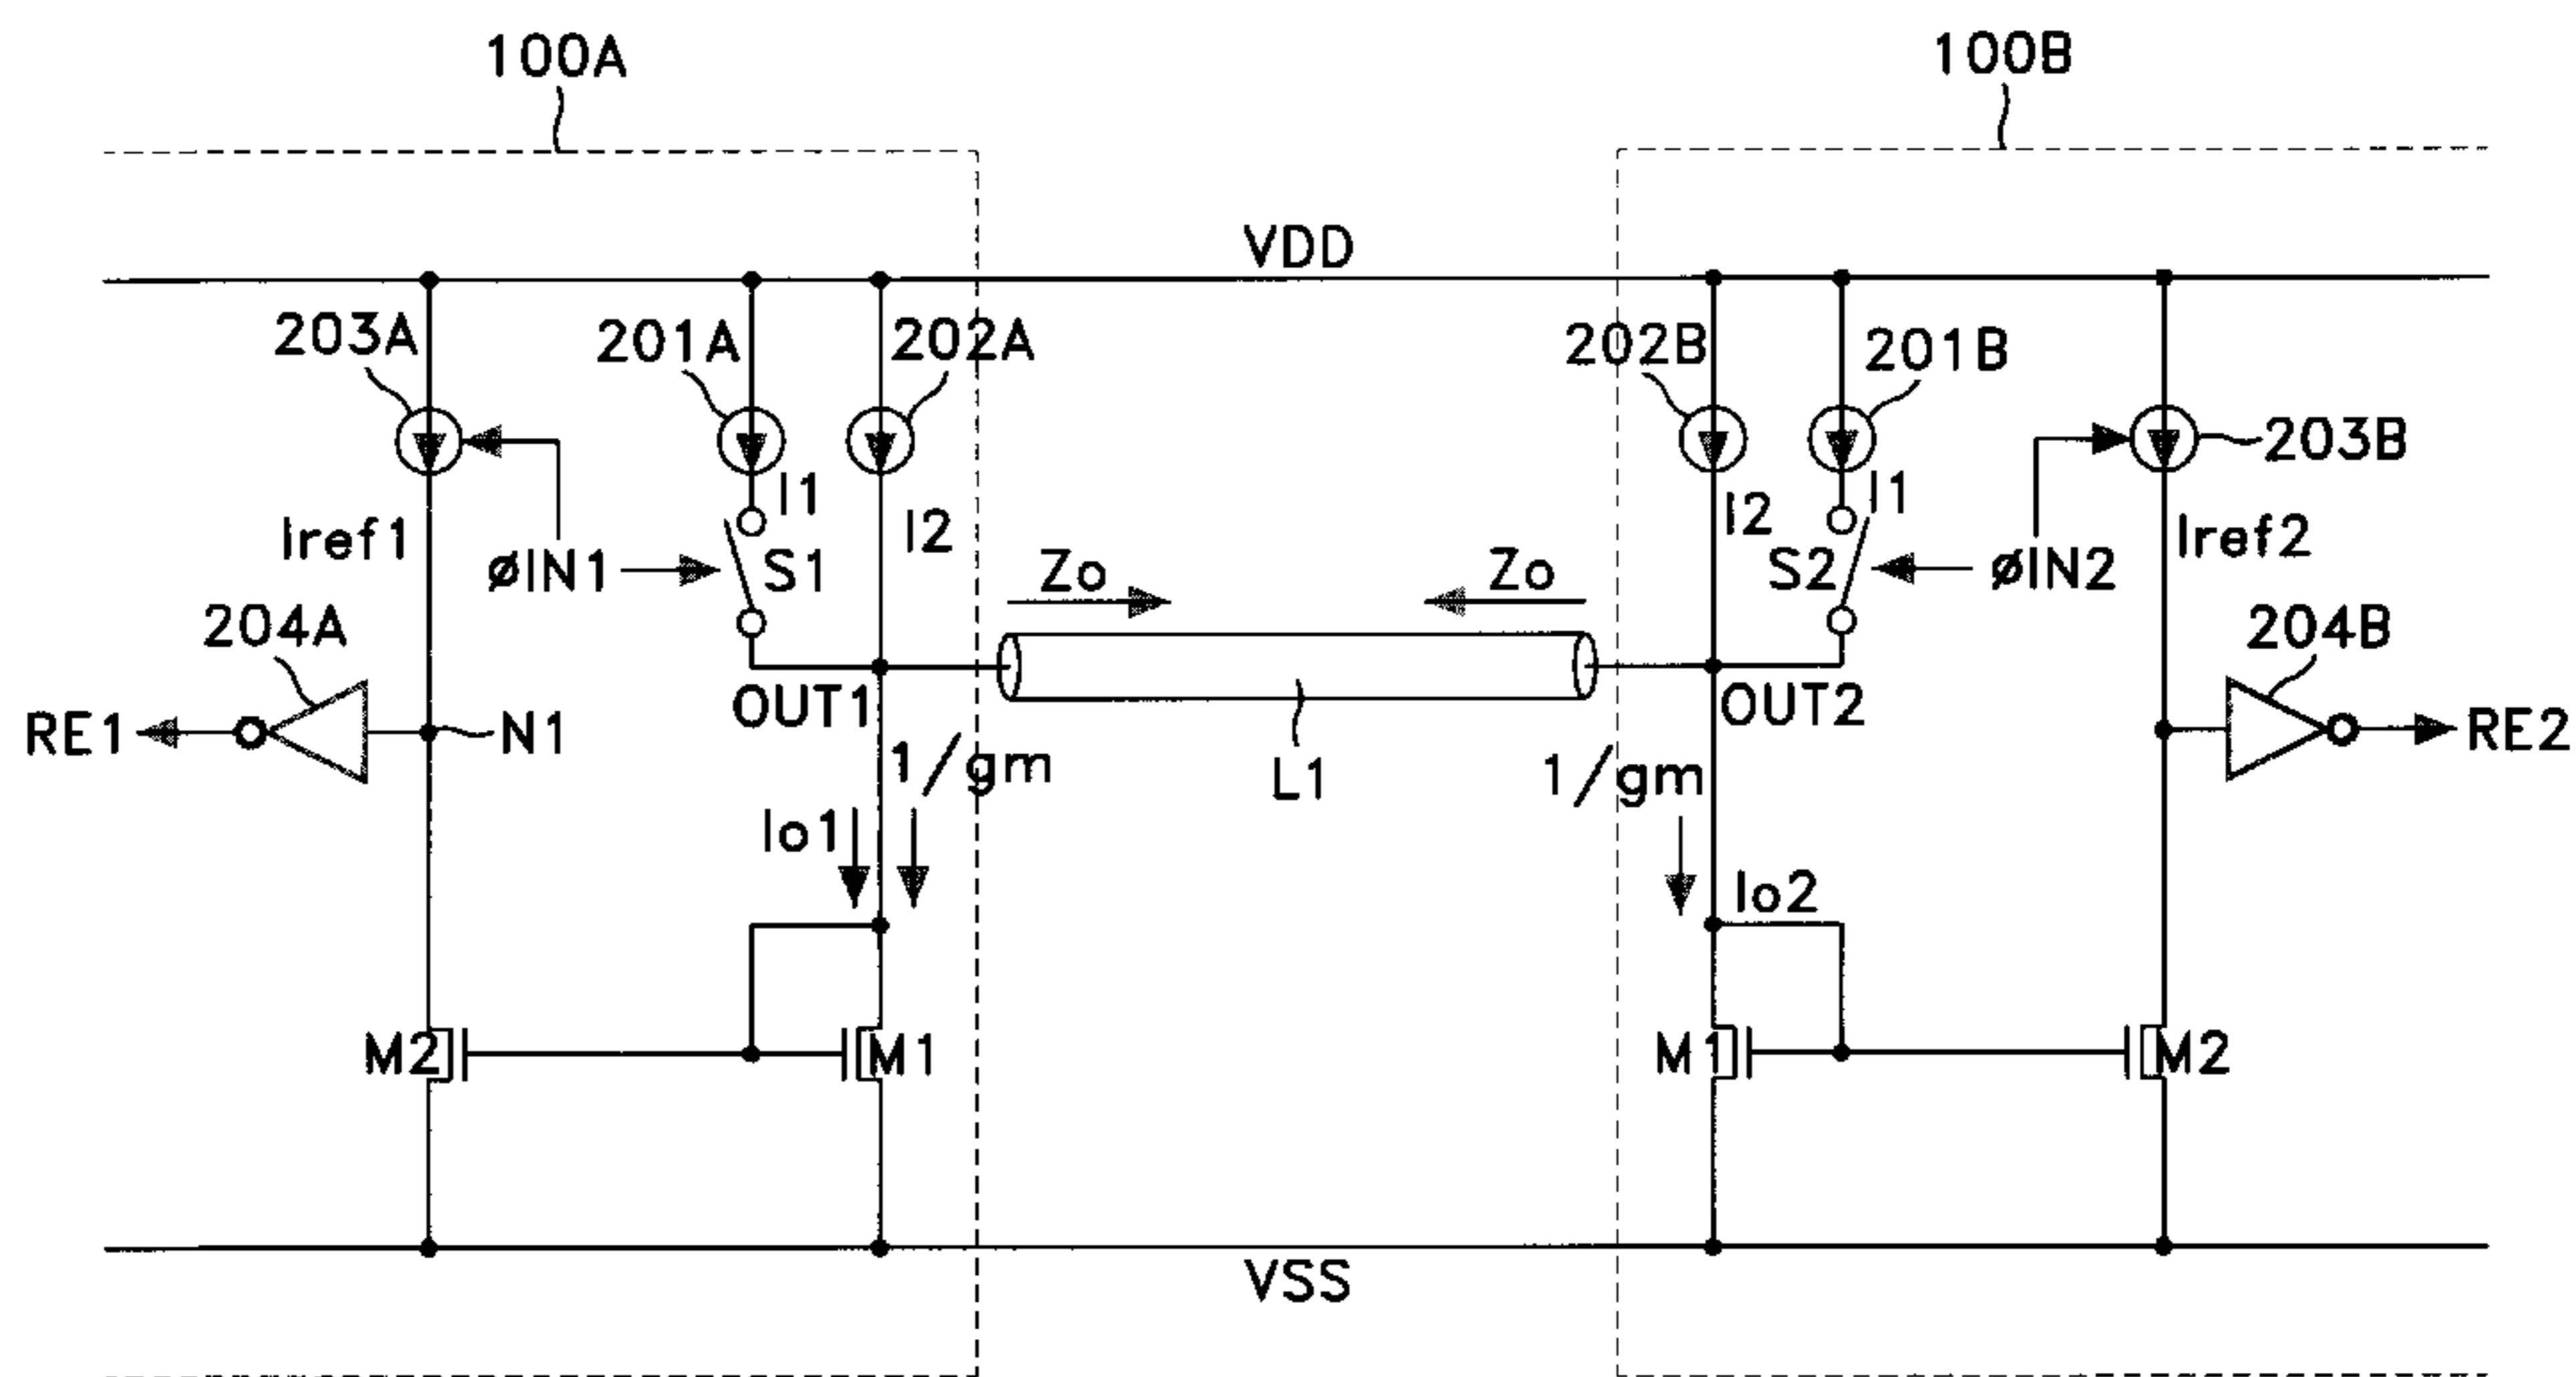 100A
100B
VDD
203A
201A
202A
202B
201B
203B
I1
I1
Iref1
I2
I2
Iref2
øIN1
S1
Zo
Zo
S2
øIN2
204A
204B
RE1
N1
OUT1
OUT2
RE2
1/gm
L1
1/gm
Io1
Io2
M2
M1
M1
M2
VSS